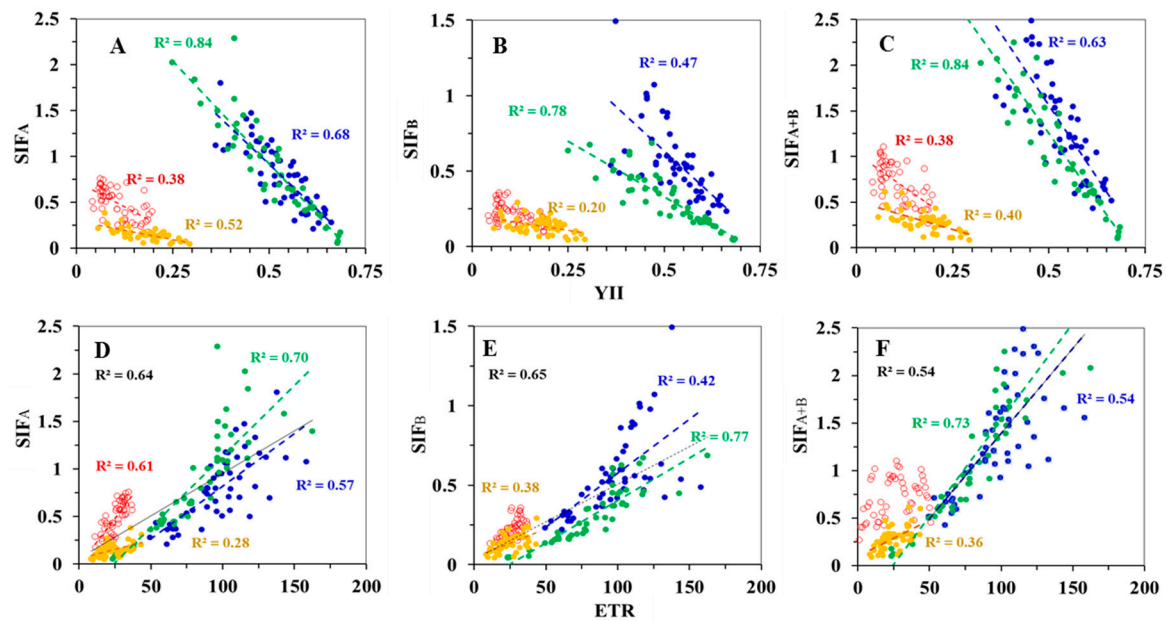 A
SIFA
2.5
2
1.5
1
0.5
0
0 0.25 0.5 0.75
R² = 0.84
R² = 0.68
R² = 0.38
R² = 0.52
B
SIFB
1.5
1
0.5
0
0 0.25 0.5 0.75
R² = 0.47
R² = 0.78
R² = 0.20
YII
C
SIFA+B
2.5
2
1.5
1
0.5
0
0 0.25 0.5 0.75
R² = 0.63
R² = 0.84
R² = 0.38
R² = 0.40
D
SIFA
2.5
2
1.5
1
0.5
0
0 50 100 150 200
R² = 0.64
R² = 0.70
R² = 0.61
R² = 0.57
R² = 0.28
E
SIFB
1.5
1
0.5
0
0 50 100 150 200
R² = 0.65
R² = 0.42
R² = 0.77
R² = 0.38
ETR
F
SIFA+B
2.5
2
1.5
1
0.5
0
0 50 100 150 200
R² = 0.54
R² = 0.54
R² = 0.73
R² = 0.36